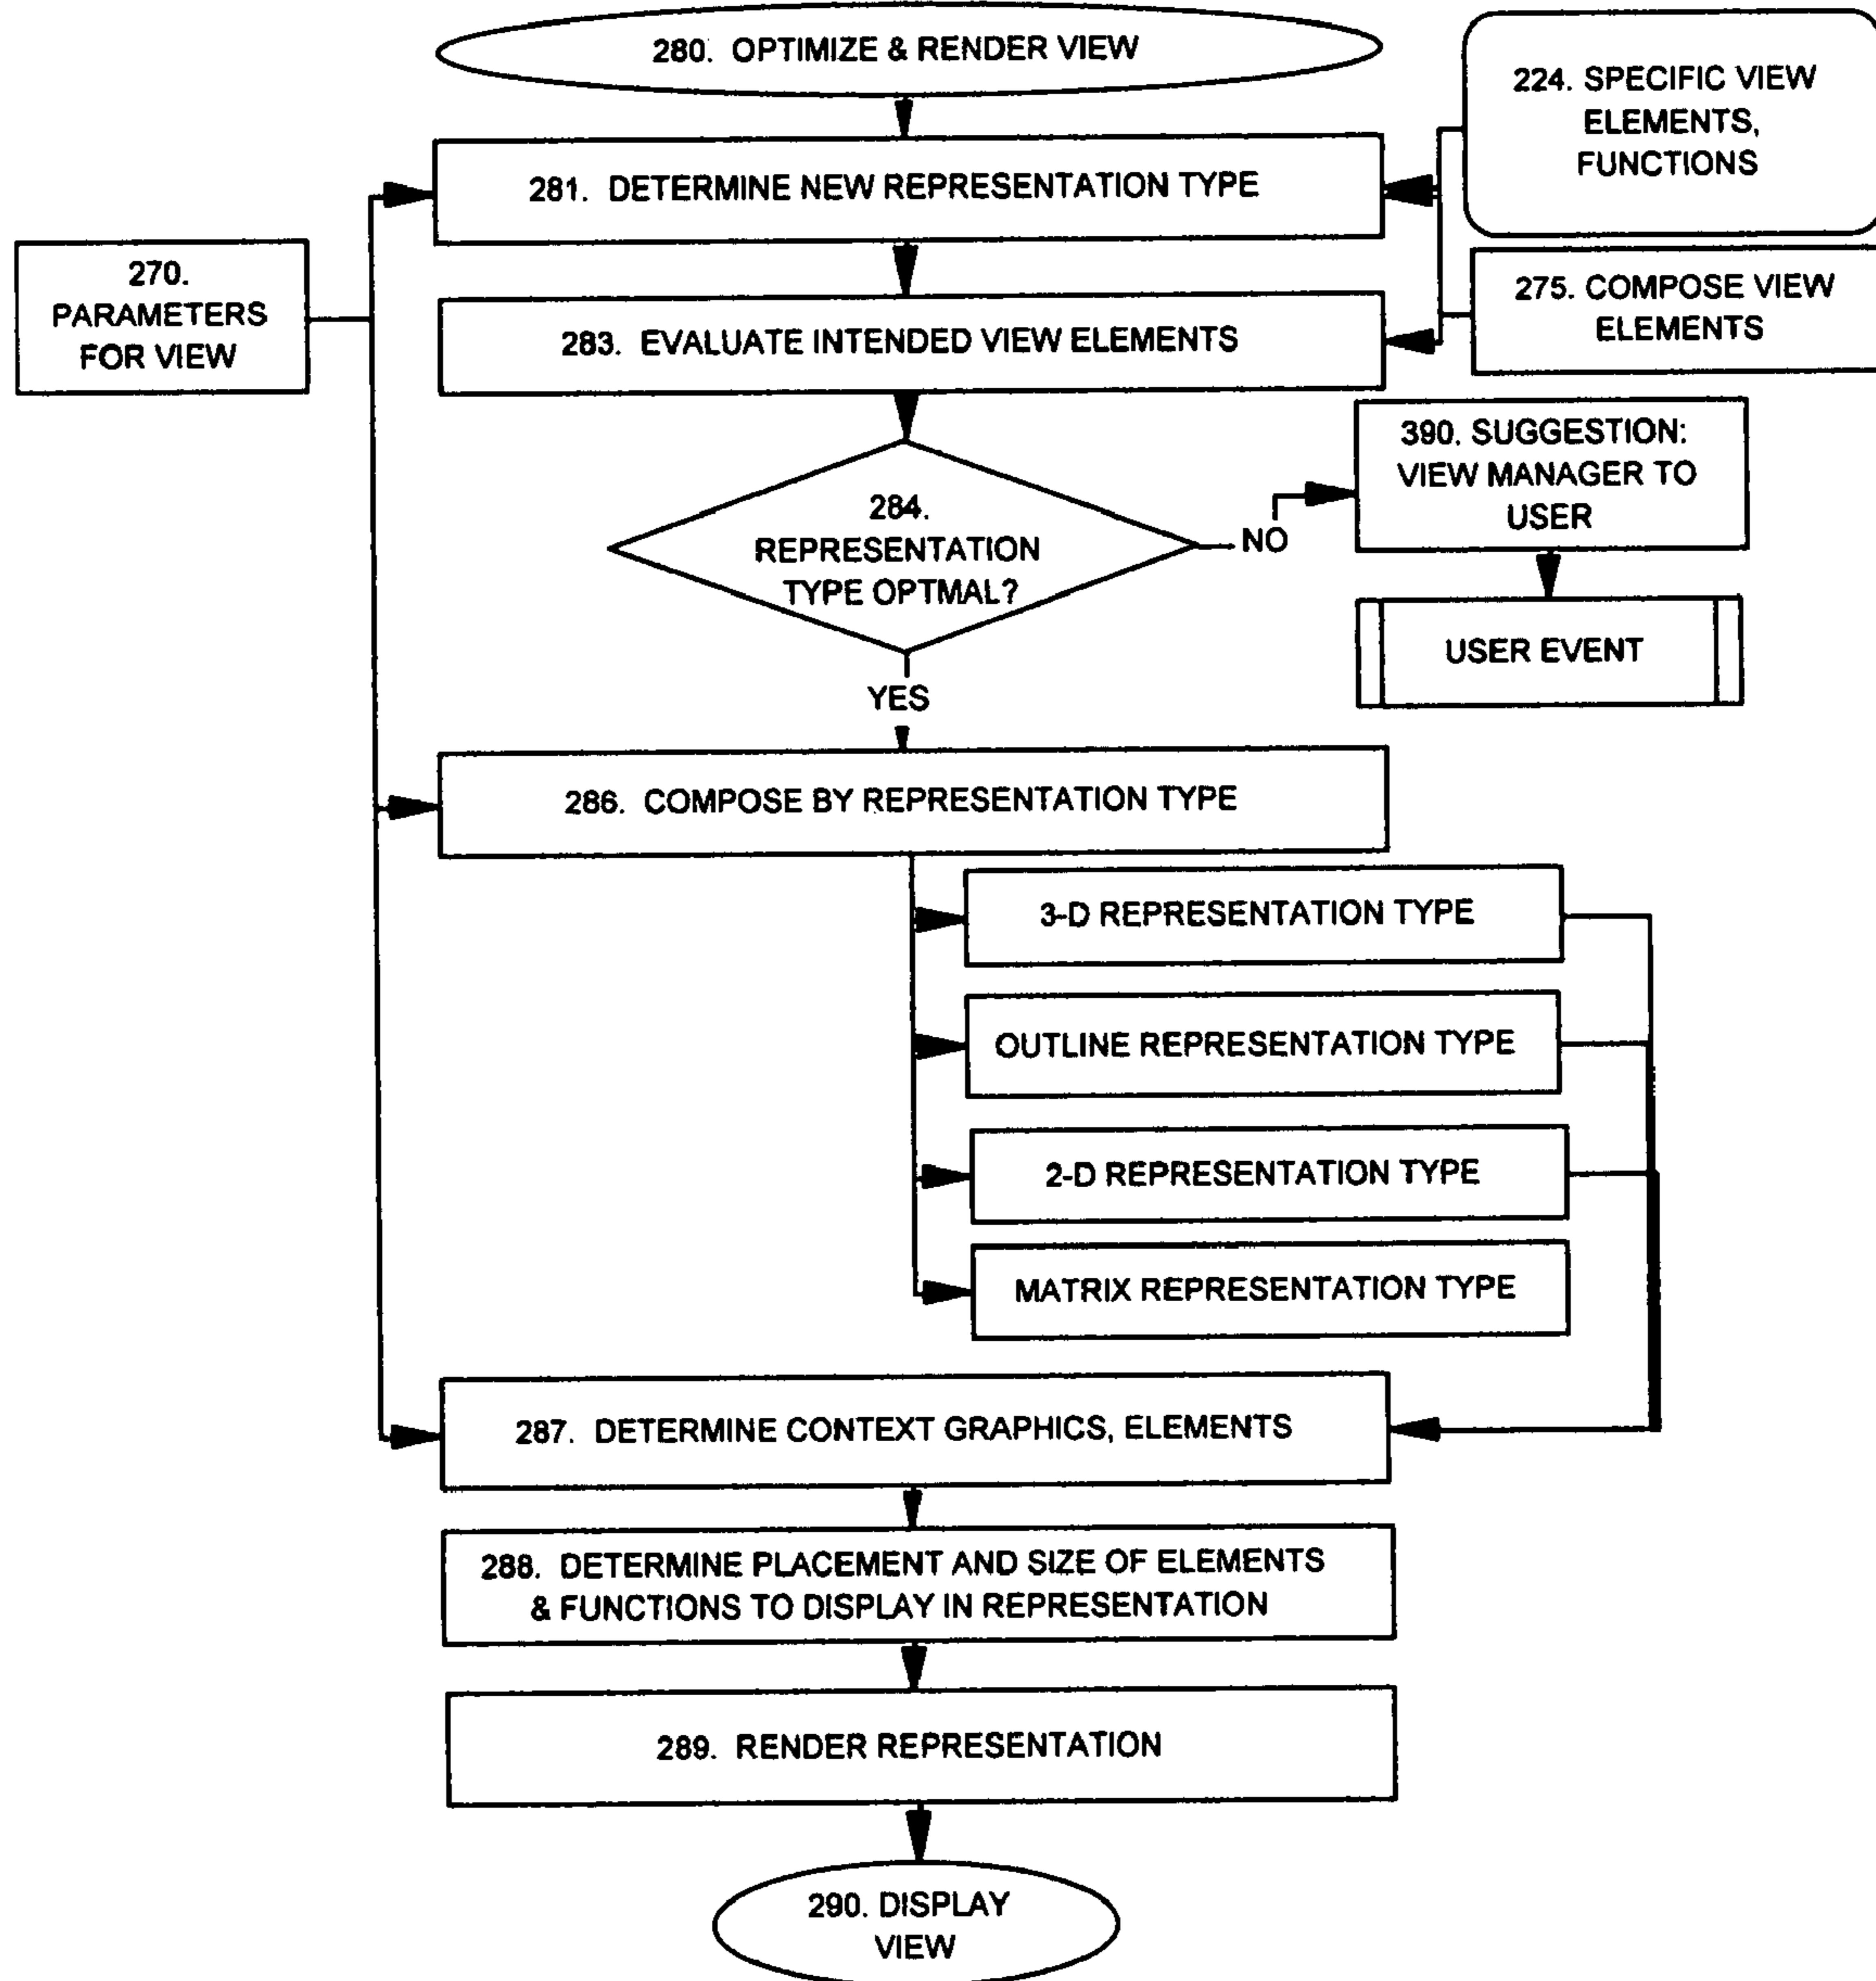 280. OPTIMIZE & RENDER VIEW
224. SPECIFIC VIEW
ELEMENTS,
FUNCTIONS
281. DETERMINE NEW REPRESENTATION TYPE
270.
PARAMETERS
FOR VIEW
275. COMPOSE VIEW
ELEMENTS
283. EVALUATE INTENDED VIEW ELEMENTS
390. SUGGESTION:
VIEW MANAGER TO
USER
284.
REPRESENTATION
TYPE OPTMAL?
NO
USER EVENT
YES
286. COMPOSE BY REPRESENTATION TYPE
3-D REPRESENTATION TYPE
OUTLINE REPRESENTATION TYPE
2-D REPRESENTATION TYPE
MATRIX REPRESENTATION TYPE
287. DETERMINE CONTEXT GRAPHICS, ELEMENTS
288. DETERMINE PLACEMENT AND SIZE OF ELEMENTS
& FUNCTIONS TO DISPLAY IN REPRESENTATION
289. RENDER REPRESENTATION
290. DISPLAY
VIEW